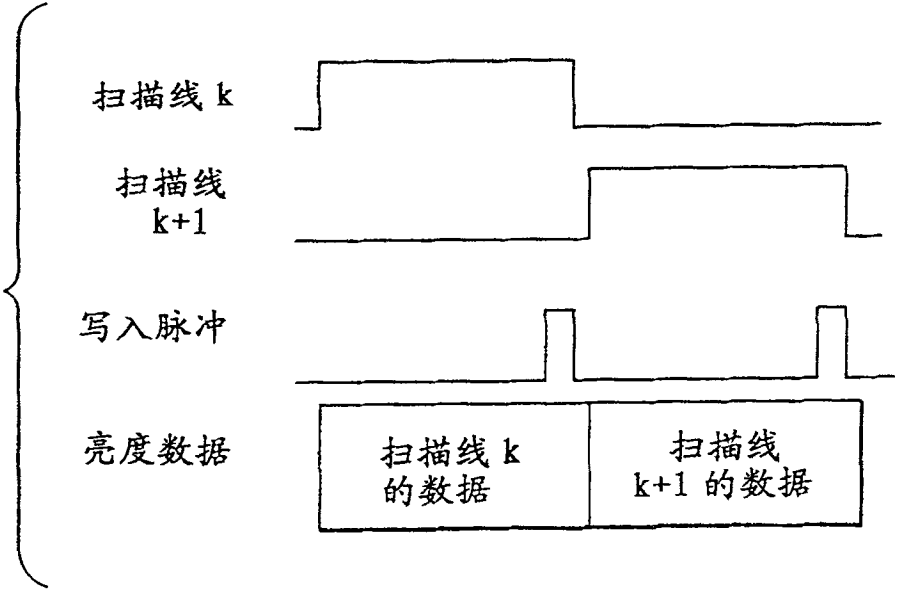 扫描线 k
扫描线
k+1
写入脉冲
亮度数据
扫描线 k
的数据
扫描线
k+1 的数据